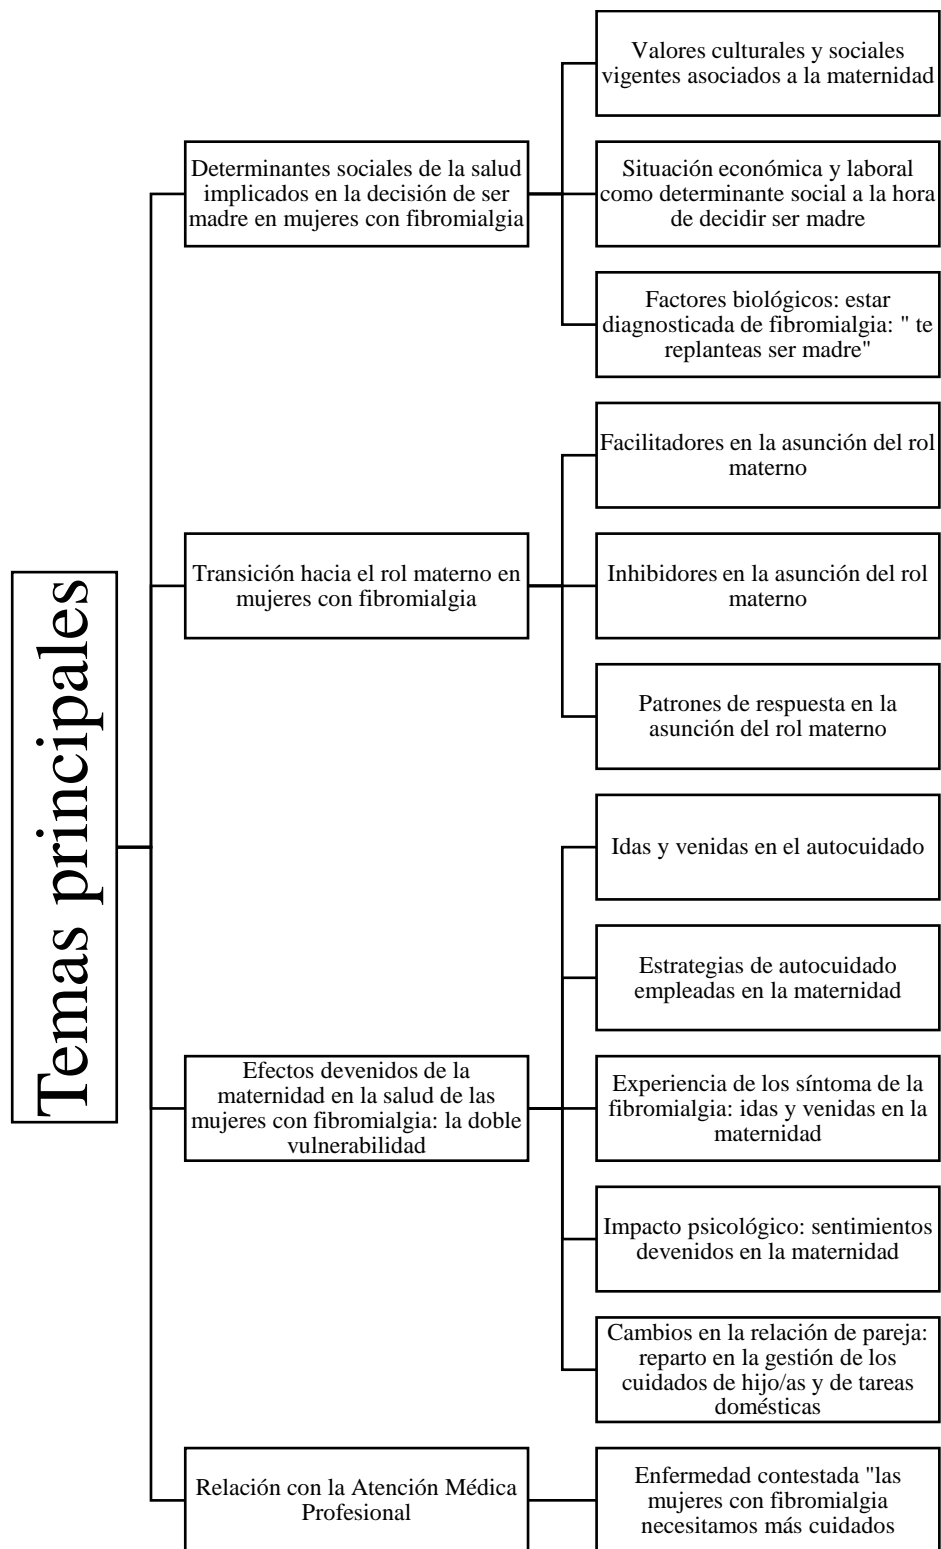 Temas principales
Determinantes sociales de la salud
implicados en la decisión de ser
madre en mujeres con fibromialgia
Valores culturales y sociales
vigentes asociados a la maternidad
Situación económica y laboral
como determinante social a la hora
de decidir ser madre
Factores biológicos: estar
diagnosticada de fibromialgia: " te
replanteas ser madre"
Transición hacia el rol materno en
mujeres con fibromialgia
Facilitadores en la asunción del rol
materno
Inhibidores en la asunción del rol
materno
Patrones de respuesta en la
asunción del rol materno
Efectos devenidos de la
maternidad en la salud de las
mujeres con fibromialgia: la doble
vulnerabilidad
Idas y venidas en el autocuidado
Estrategias de autocuidado
empleadas en la maternidad
Experiencia de los síntoma de la
fibromialgia: idas y venidas en la
maternidad
Impacto psicológico: sentimientos
devenidos en la maternidad
Cambios en la relación de pareja:
reparto en la gestión de los
cuidados de hijo/as y de tareas
domésticas
Relación con la Atención Médica
Profesional
Enfermedad contestada "las
mujeres con fibromialgia
necesitamos más cuidados